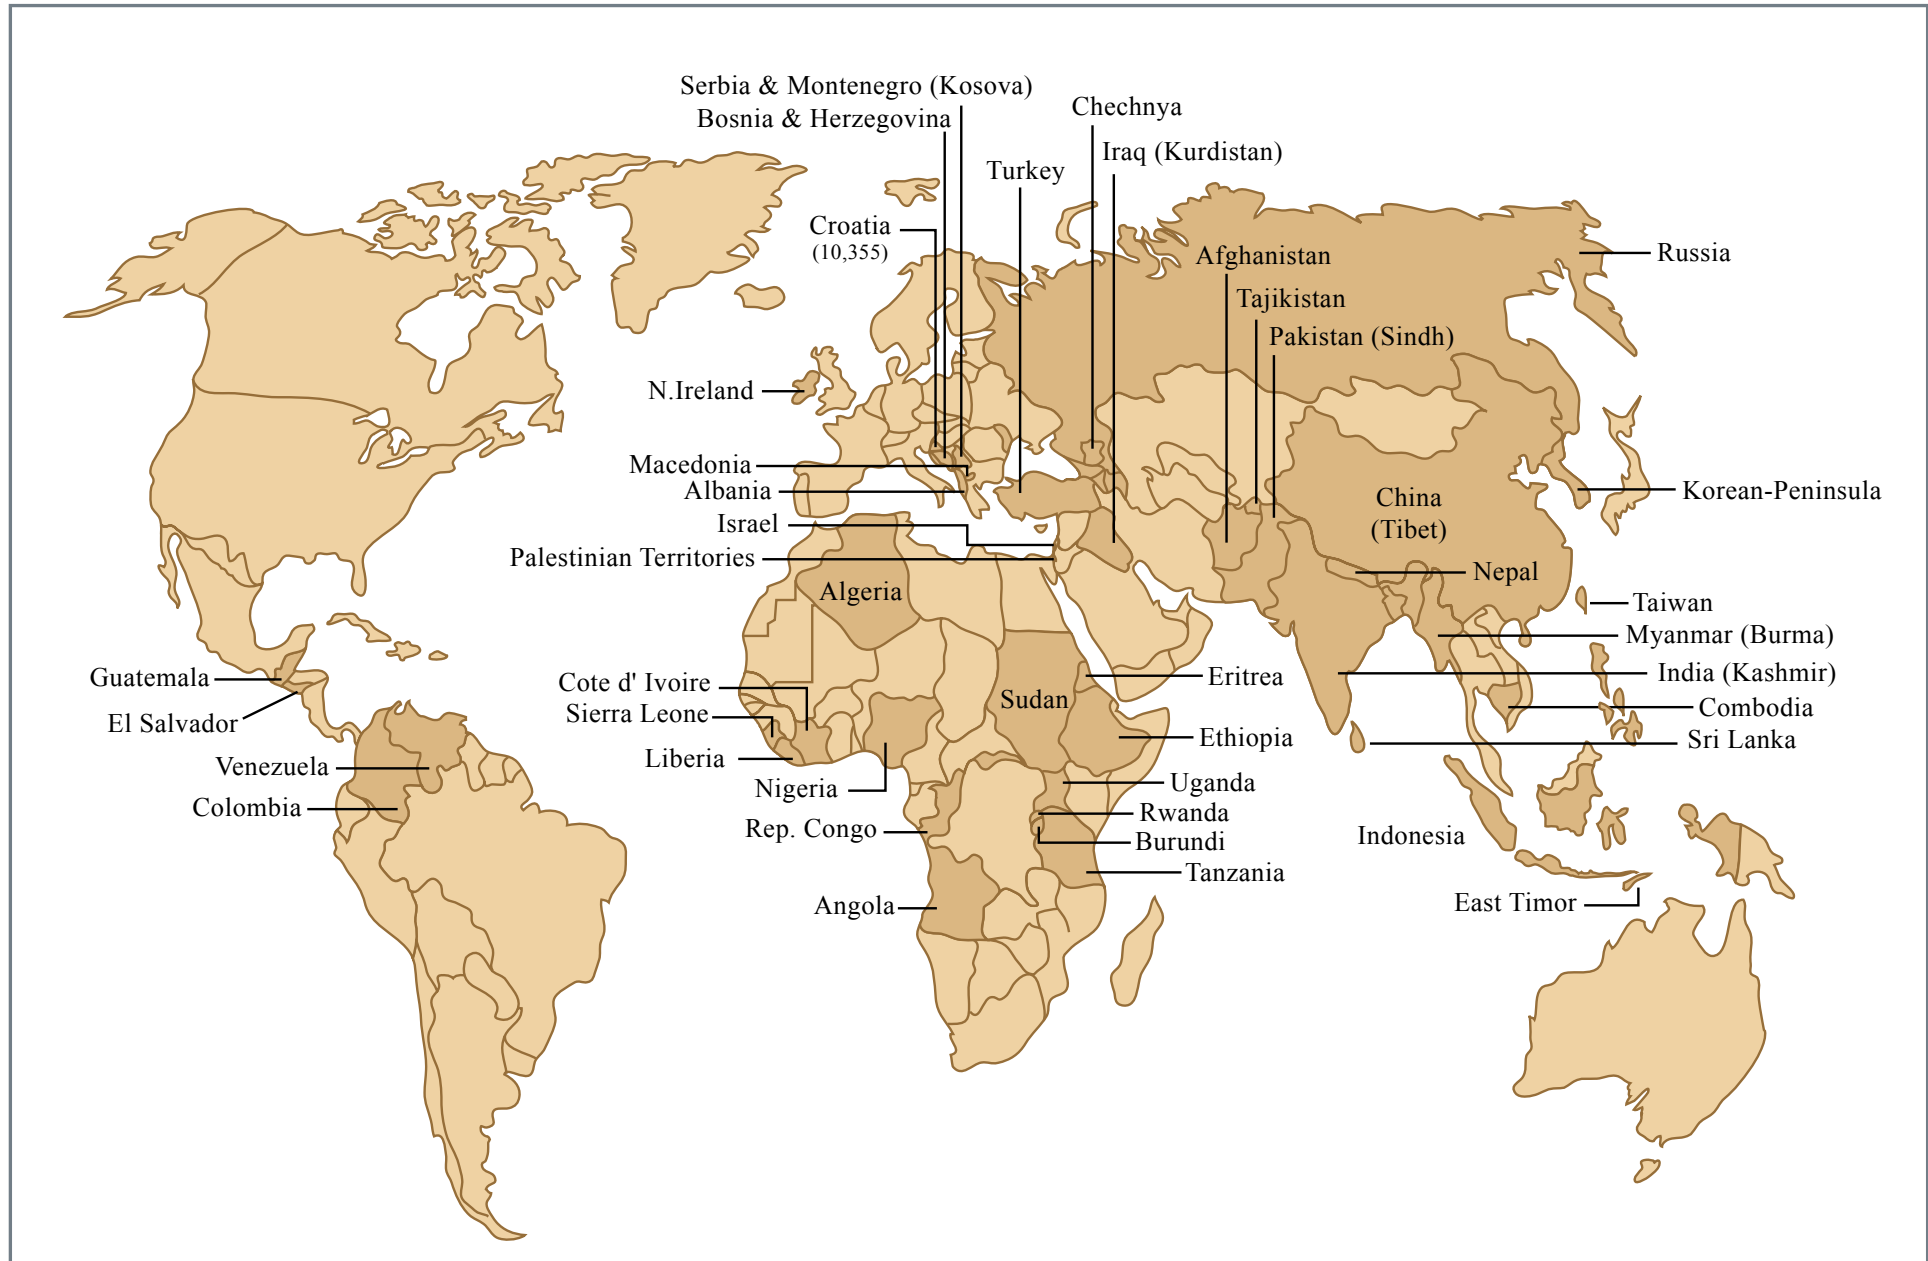 Serbia & Montenegro (Kosova)
Bosnia & Herzegovina
Chechnya
Iraq (Kurdistan)
Turkey
Croatia
(10,355)
Afghanistan
Russia
Tajikistan
Pakistan (Sindh)
N.Ireland
Macedonia
Albania
Israel
Palestinian Territories
China
(Tibet)
Korean-Peninsula
Algeria
Nepal
Taiwan
Myanmar (Burma)
India (Kashmir)
Combodia
Sri Lanka
Guatemala
El Salvador
Venezuela
Colombia
Cote d' Ivoire
Sierra Leone
Liberia
Nigeria
Rep. Congo
Angola
Sudan
Eritrea
Ethiopia
Uganda
Rwanda
Burundi
Tanzania
Indonesia
East Timor